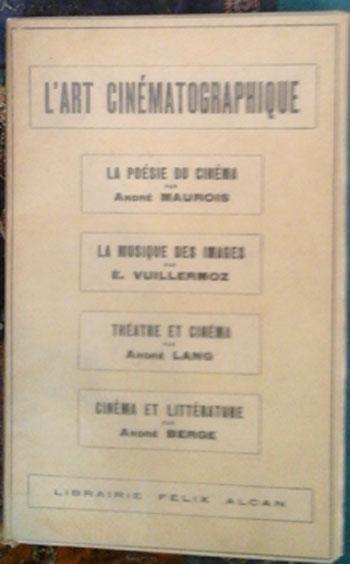 L'ART CINÉMATOGRAPHIQUE
LA POÉSIE DU CINÉMA
PAR
ANDRÉ MAUROIS
LA MUSIQUE DES IMAGES
PAR
É. VUILLERMOZ
THÉATRE ET CINÉMA
PAR
ANDRÉ LANG
CINÉMA ET LITTÉRATURE
PAR
ANDRÉ BERGE
LIBRAIRIE FÉLIX ALCAN